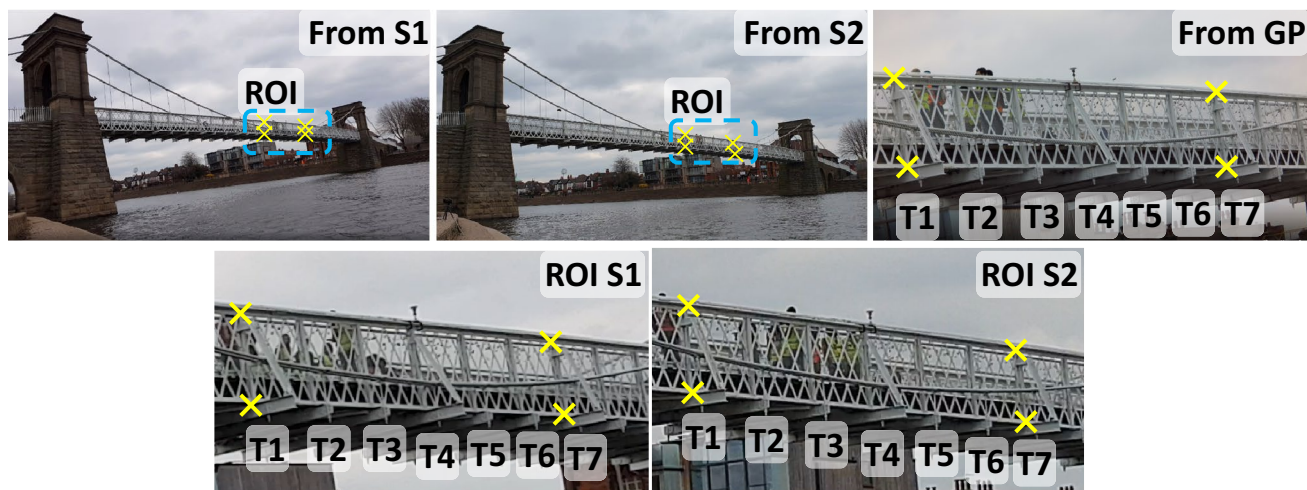 From S1
ROI
From S2
ROI
From GP
T1 T2 T3 T4 T5 T6 T7
ROI S1
T1 T2 T3 T4 T5 T6 T7
ROI S2
T1 T2 T3 T4 T5 T6 T7